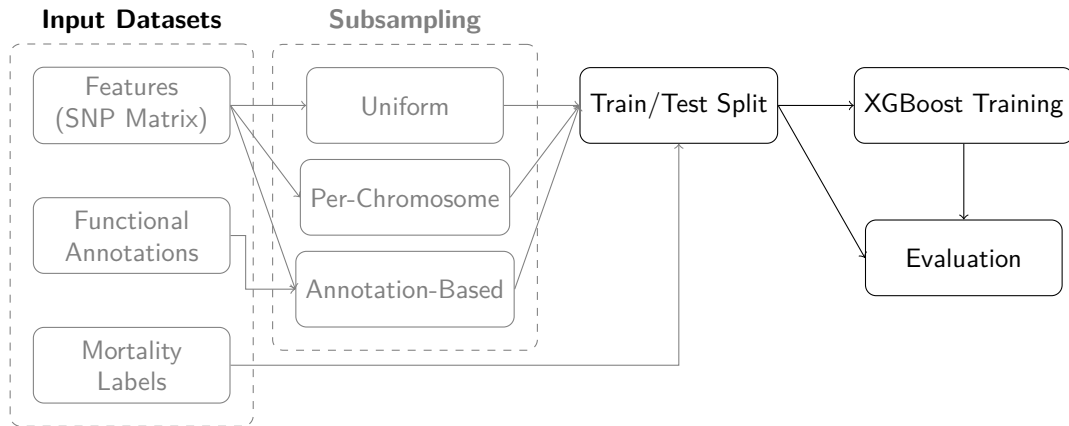 Input Datasets
Subsampling
Features
(SNP Matrix)
Functional
Annotations
Mortality
Labels
Uniform
Per-Chromosome
Annotation-Based
Train/Test Split
XGBoost Training
Evaluation